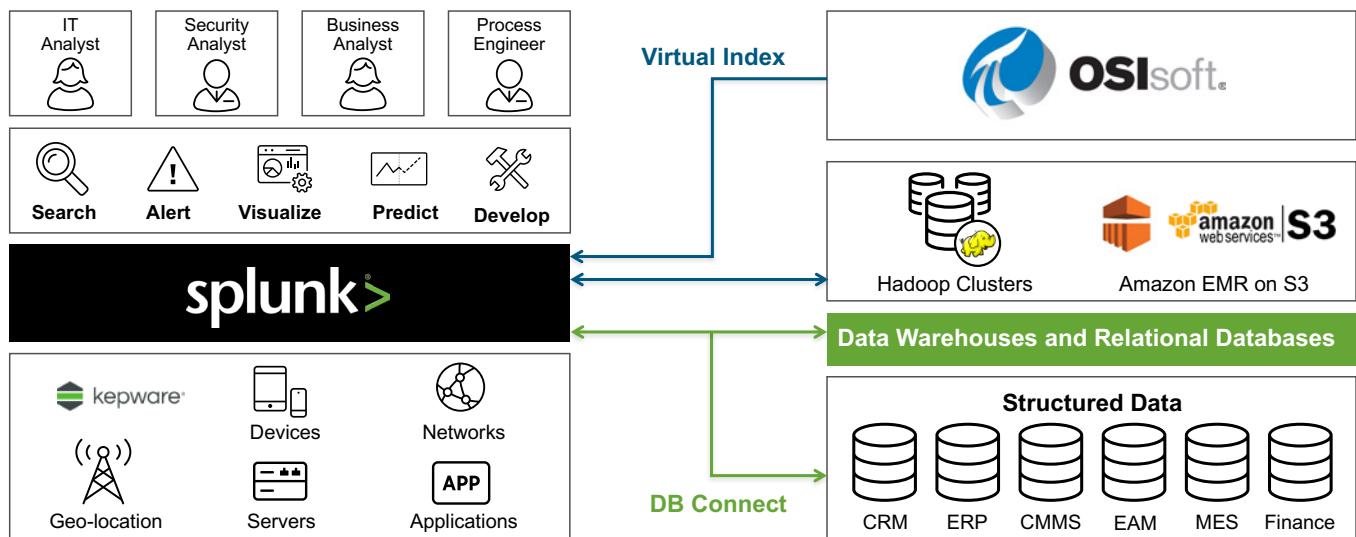 IT
Analyst
Security
Analyst
Business
Analyst
Process
Engineer
Search
Alert
Visualize
Predict
Develop
splunk>
kepware
Devices
Networks
Geo-location
Servers
APP
Applications
Virtual Index
DB Connect
OSIsoft®
Hadoop Clusters
amazon
webservices™
S3
Amazon EMR on S3
Data Warehouses and Relational Databases
Structured Data
CRM
ERP
CMMS
EAM
MES
Finance